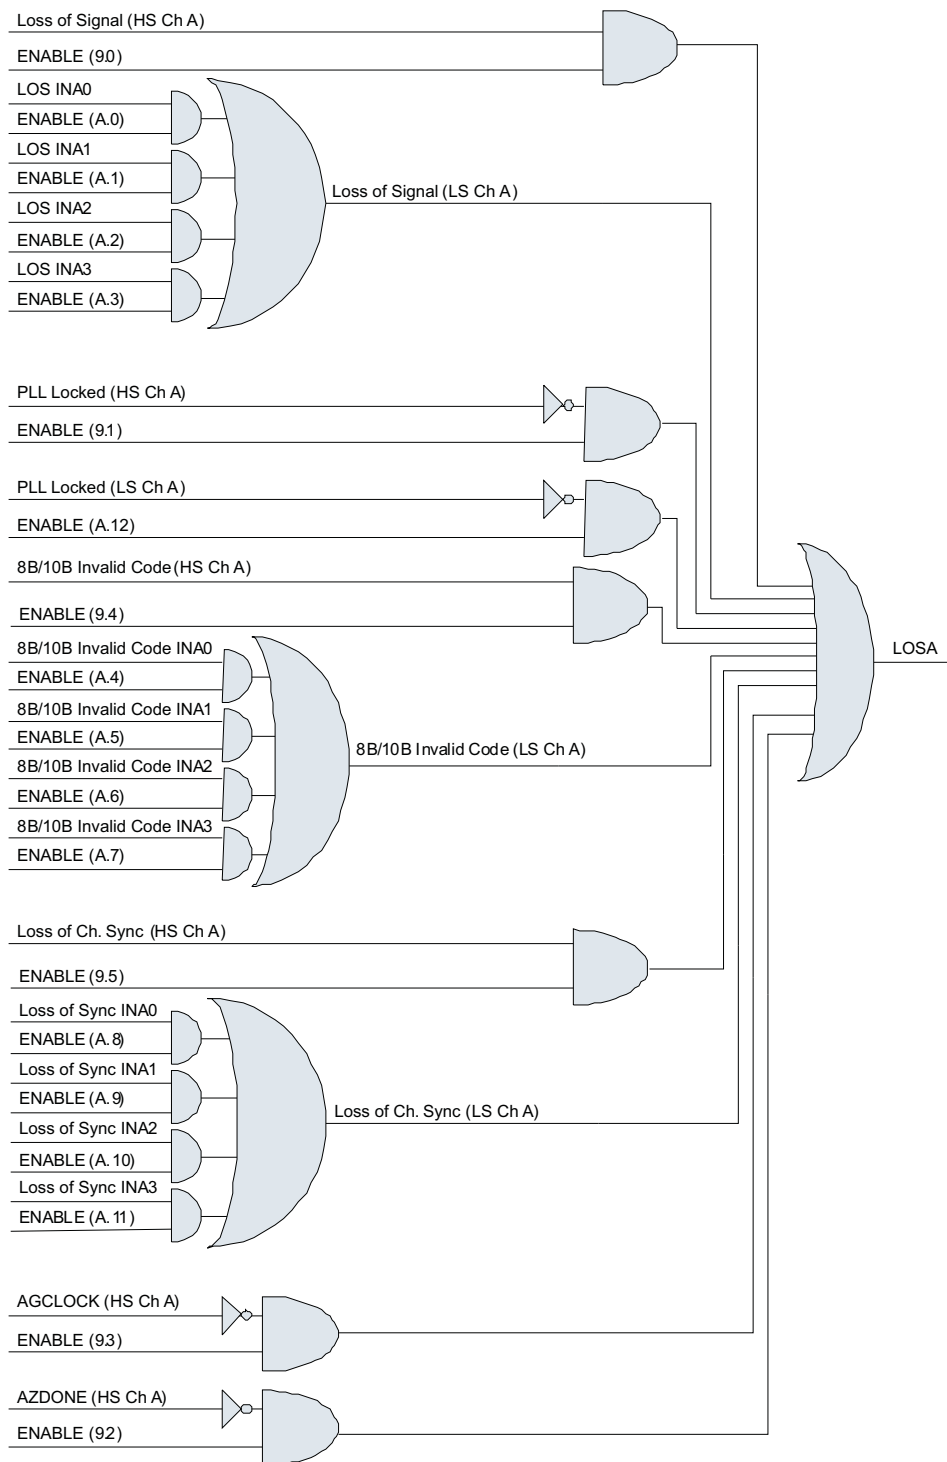 Loss of Signal (HS Ch A)
ENABLE (9.0)
LOS INA0
ENABLE (A.0)
LOS INA1
ENABLE (A.1)
LOS INA2
ENABLE (A.2)
LOS INA3
ENABLE (A.3)
Loss of Signal (LS Ch A)
PLL Locked (HS Ch A)
ENABLE (9.1)
PLL Locked (LS Ch A)
ENABLE (A.12)
8B/10B Invalid Code (HS Ch A)
ENABLE (9.4)
8B/10B Invalid Code INA0
ENABLE (A.4)
8B/10B Invalid Code INA1
ENABLE (A.5)
8B/10B Invalid Code INA2
ENABLE (A.6)
8B/10B Invalid Code INA3
ENABLE (A.7)
8B/10B Invalid Code (LS Ch A)
LOSA
Loss of Ch. Sync (HS Ch A)
ENABLE (9.5)
Loss of Sync INA0
ENABLE (A.8)
Loss of Sync INA1
ENABLE (A.9)
Loss of Sync INA2
ENABLE (A.10)
Loss of Sync INA3
ENABLE (A.11)
Loss of Ch. Sync (LS Ch A)
AGCLOCK (HS Ch A)
ENABLE (9.3)
AZDONE (HS Ch A)
ENABLE (9.2)